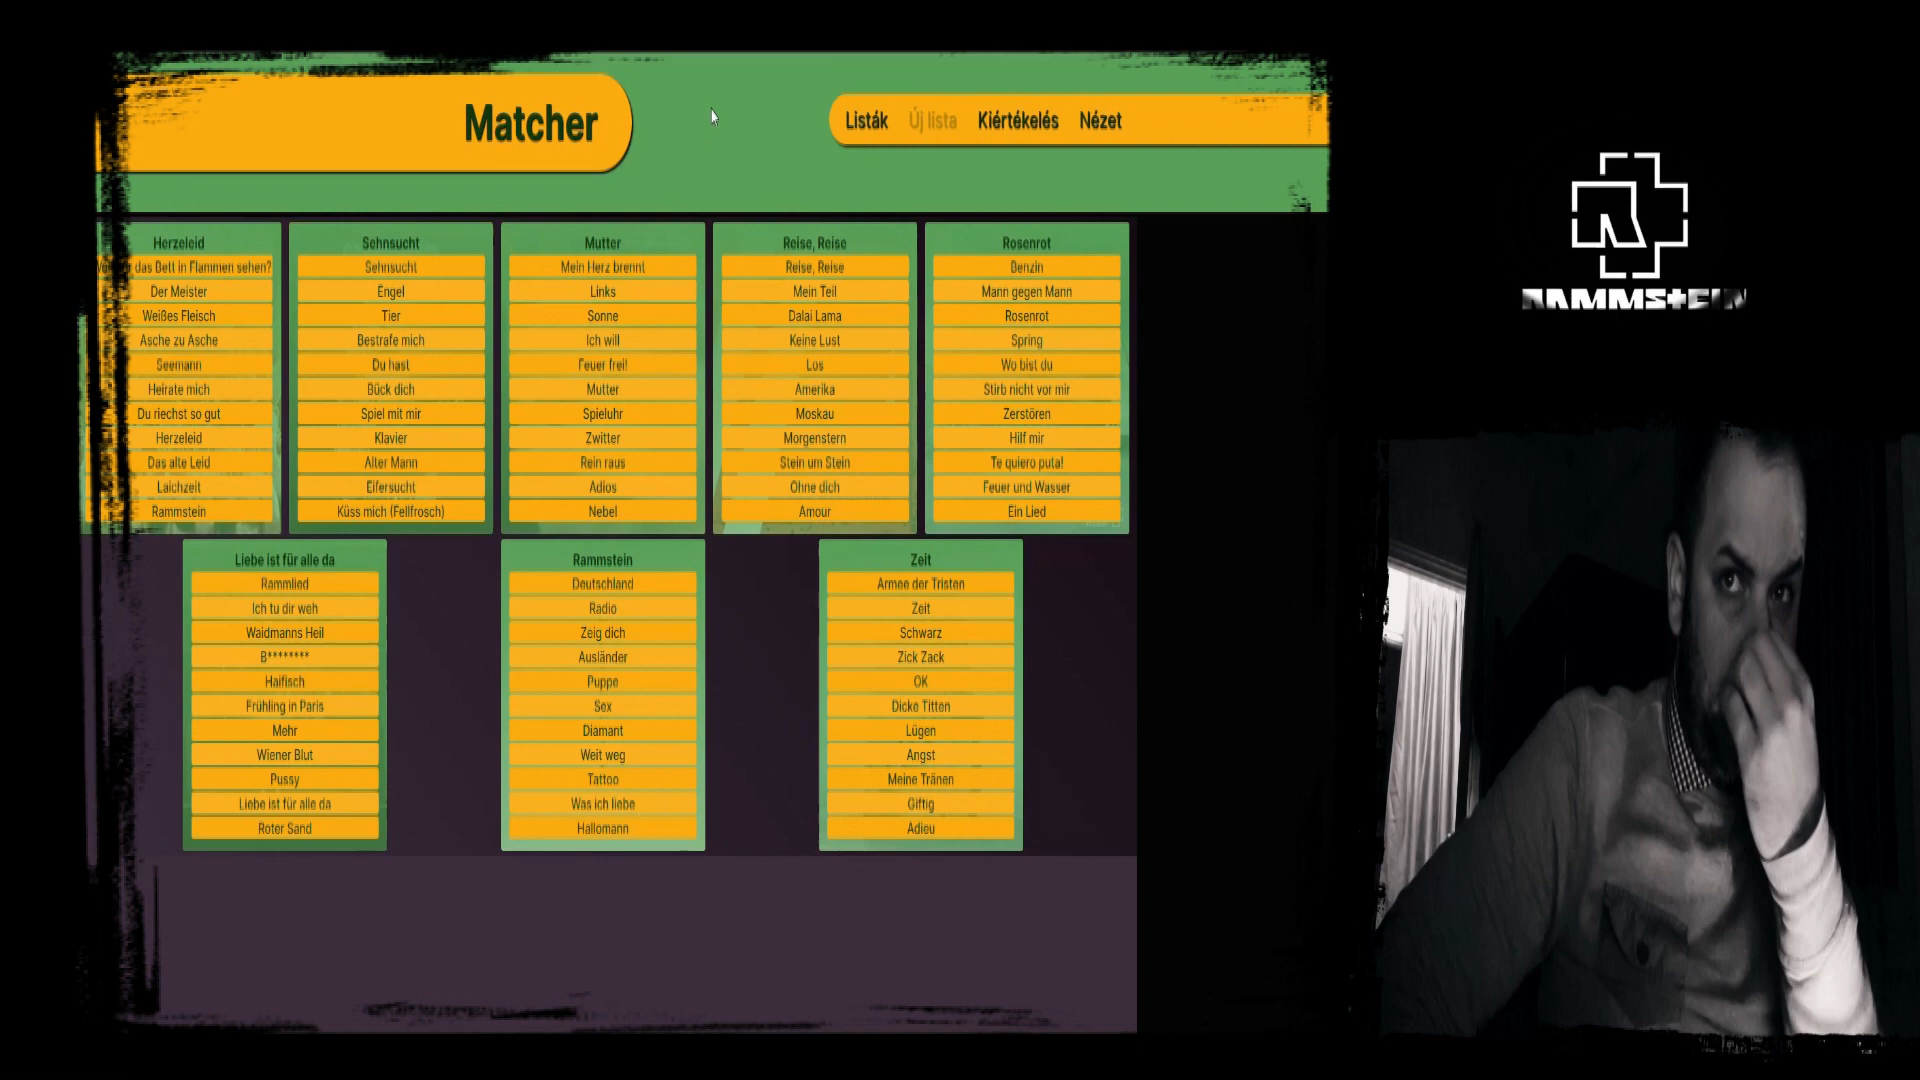 Matcher
Listák Új lista Kiértékelés Nézet
RAMMSTEIN
Herzeleid
das Bett in Flammen sehen?
Der Meister
Weißes Fleisch
Asche zu Asche
Seemann
Heirate mich
Du riechst so gut
Herzeleid
Das alte Leid
Laichzeit
Rammstein
Sehnsucht
Sehnsucht
Engel
Tier
Bestrafe mich
Du hast
Bück dich
Spiel mit mir
Klavier
Alter Mann
Eifersucht
Küss mich (Fellfrosch)
Mutter
Mein Herz brennt
Links
Sonne
Ich will
Feuer frei!
Mutter
Spieluhr
Zwitter
Rein raus
Adios
Nebel
Reise, Reise
Reise, Reise
Mein Teil
Dalai Lama
Keine Lust
Los
Amerika
Moskau
Morgenstern
Stein um Stein
Ohne dich
Amour
Rosenrot
Benzin
Mann gegen Mann
Rosenrot
Spring
Wo bist du
Stirb nicht vor mir
Zerstören
Hilf mir
Te quiero puta!
Feuer und Wasser
Ein Lied
Liebe ist für alle da
Rammlied
Ich tu dir weh
Waidmanns Heil
B********
Haifisch
Frühling in Paris
Mehr
Wiener Blut
Pussy
Liebe ist für alle da
Roter Sand
Rammstein
Deutschland
Radio
Zeig dich
Ausländer
Puppe
Sex
Diamant
Weit weg
Tattoo
Was ich liebe
Hallomann
Zeit
Armee der Tristen
Zeit
Schwarz
Zick Zack
OK
Dicke Titten
Lügen
Angst
Meine Tränen
Giftig
Adieu